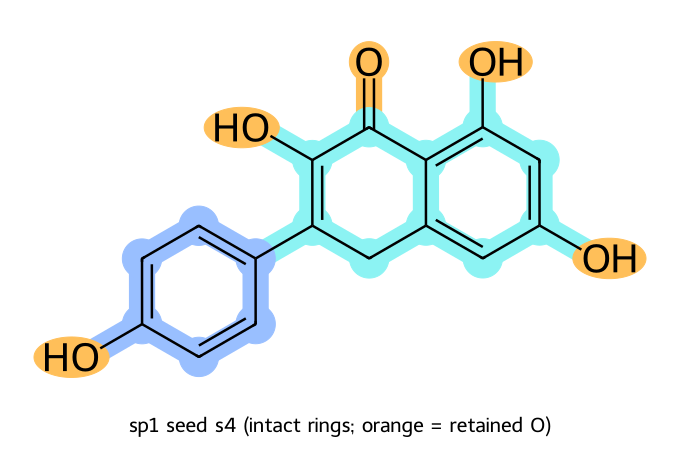 O
OH
HO
OH
HO
sp1 seed s4 (intact rings; orange = retained O)